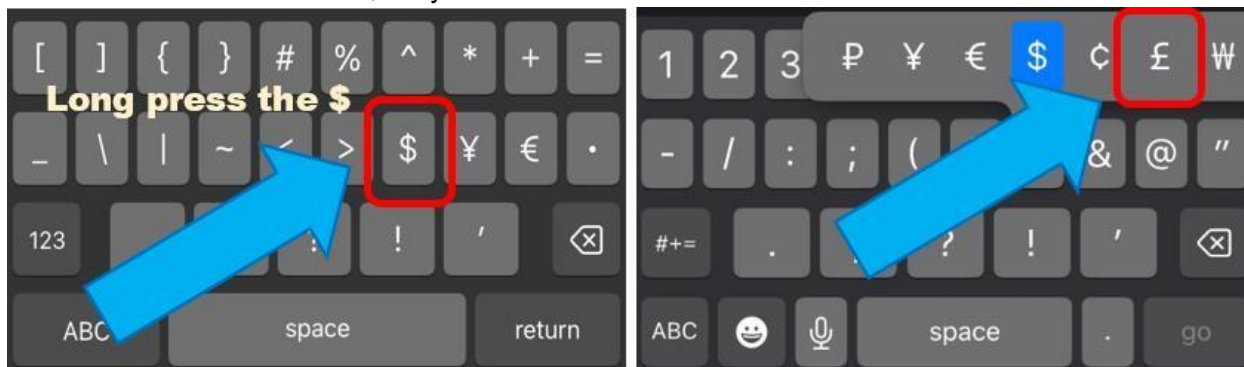 [ ] { } # % ^ * + =
Long press the $
_ \ | ~ < > $ ¥ € •
123 ! '
ABC space return
1 2 3 ₽ ¥ € $ ¢ £ ₩
- / : ; ( & @ "
#+= . ? ! '
ABC space . go